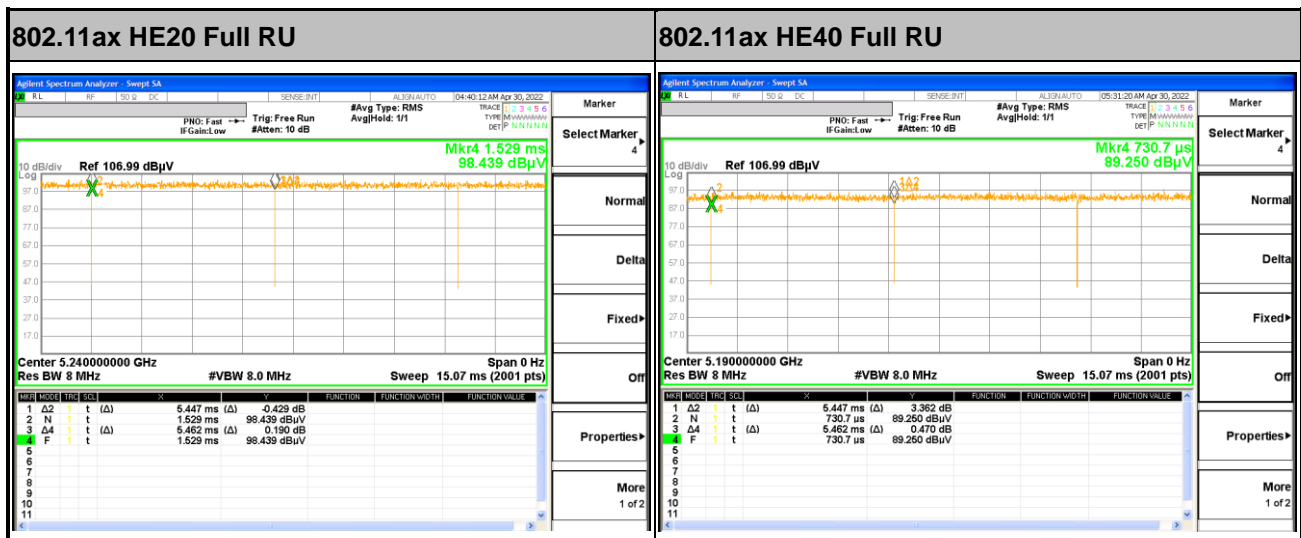 802.11ax HE20 Full RU
802.11ax HE40 Full RU
Agilent Spectrum Analyzer - Swept SA
RL RF 50 Ω DC SENSE:INT ALIGN AUTO 04:40:12 AM Apr 30, 2022
#Avg Type: RMS TRACE 1 2 3 4 5 6
PNO: Fast Trig: Free Run Avg|Hold: 1/1 TYPE M
IFGain:Low #Atten: 10 dB DET P N N N N N
Mkr4 1.529 ms
98.439 dBµV
10 dB/div Ref 106.99 dBµV
Log
97.0
87.0
77.0
67.0
57.0
47.0
37.0
27.0
17.0
2
4
Center 5.240000000 GHz Span 0 Hz
Res BW 8 MHz #VBW 8.0 MHz Sweep 15.07 ms (2001 pts)
MKR MODE TRC SCL X Y FUNCTION FUNCTION WIDTH FUNCTION VALUE
1 Δ2 1 t (Δ) 5.447 ms (Δ) -0.429 dB
2 N 1 t 1.529 ms 98.439 dBµV
3 Δ4 1 t (Δ) 5.462 ms (Δ) 0.190 dB
4 F 1 t 1.529 ms 98.439 dBµV
5
6
7
8
9
10
11
Marker
Select Marker
4
Normal
Delta
Fixed
Off
Properties
More
1 of 2
Agilent Spectrum Analyzer - Swept SA
RL RF 50 Ω DC SENSE:INT ALIGN AUTO 05:31:20 AM Apr 30, 2022
#Avg Type: RMS TRACE 1 2 3 4 5 6
PNO: Fast Trig: Free Run Avg|Hold: 1/1 TYPE M
IFGain:Low #Atten: 10 dB DET P N N N N N
Mkr4 730.7 µs
89.250 dBµV
10 dB/div Ref 106.99 dBµV
Log
97.0
87.0
77.0
67.0
57.0
47.0
37.0
27.0
17.0
2
4
1Δ2
3Δ4
Center 5.190000000 GHz Span 0 Hz
Res BW 8 MHz #VBW 8.0 MHz Sweep 15.07 ms (2001 pts)
MKR MODE TRC SCL X Y FUNCTION FUNCTION WIDTH FUNCTION VALUE
1 Δ2 1 t (Δ) 5.447 ms (Δ) 3.362 dB
2 N 1 t 730.7 µs 89.250 dBµV
3 Δ4 1 t (Δ) 5.462 ms (Δ) 0.470 dB
4 F 1 t 730.7 µs 89.250 dBµV
5
6
7
8
9
10
11
Marker
Select Marker
4
Normal
Delta
Fixed
Off
Properties
More
1 of 2